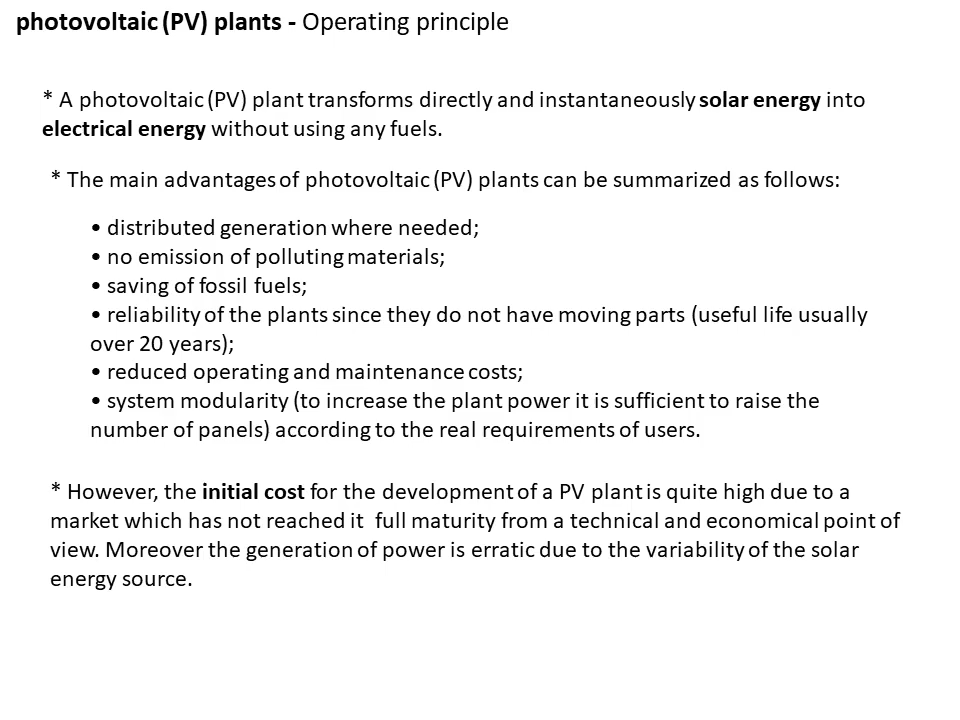 photovoltaic (PV) plants - Operating principle
* A photovoltaic (PV) plant transforms directly and instantaneously solar energy into
electrical energy without using any fuels.
* The main advantages of photovoltaic (PV) plants can be summarized as follows:
• distributed generation where needed;
• no emission of polluting materials;
• saving of fossil fuels;
• reliability of the plants since they do not have moving parts (useful life usually
over 20 years);
• reduced operating and maintenance costs;
• system modularity (to increase the plant power it is sufficient to raise the
number of panels) according to the real requirements of users.
* However, the initial cost for the development of a PV plant is quite high due to a
market which has not reached it  full maturity from a technical and economical point of
view. Moreover the generation of power is erratic due to the variability of the solar
energy source.